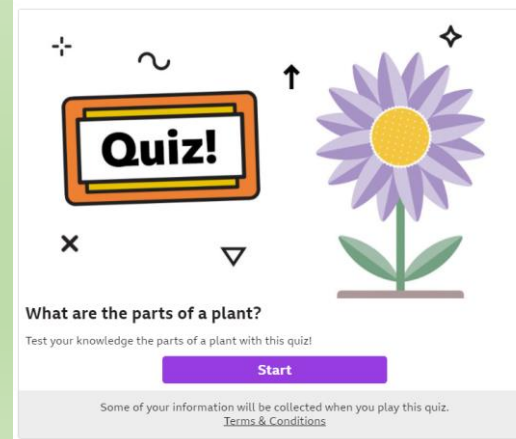 Quiz!
What are the parts of a plant?
Test your knowledge the parts of a plant with this quiz!
Start
Some of your information will be collected when you play this quiz.
Terms & Conditions